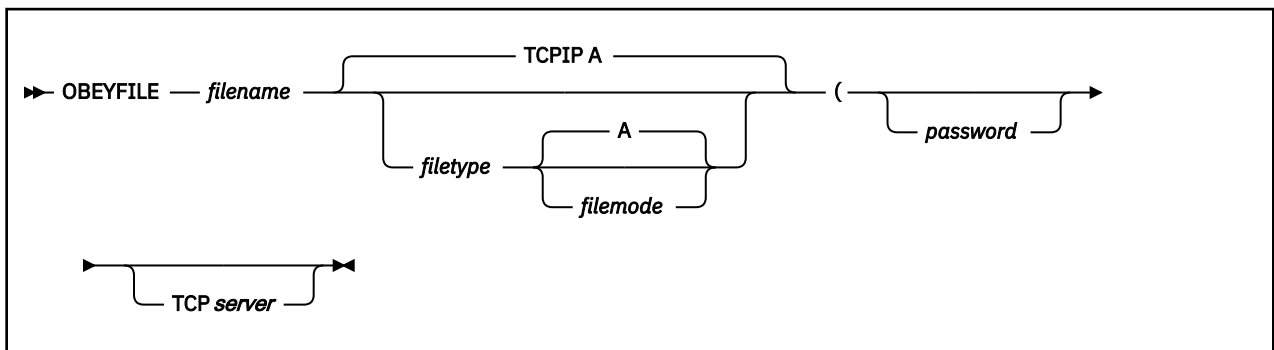 TCPIP A
OBEYFILE filename (
password
A
filetype
filemode
TCP server